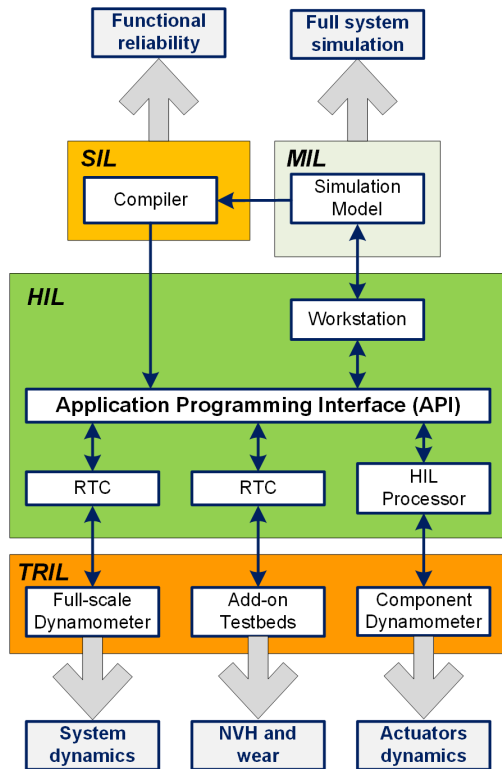 Functional
reliability
Full system
simulation
SIL
MIL
Compiler
Simulation
Model
HIL
Workstation
Application Programming Interface (API)
RTC
RTC
HIL
Processor
TRIL
Full-scale
Dynamometer
Add-on
Testbeds
Component
Dynamometer
System
dynamics
NVH and
wear
Actuators
dynamics